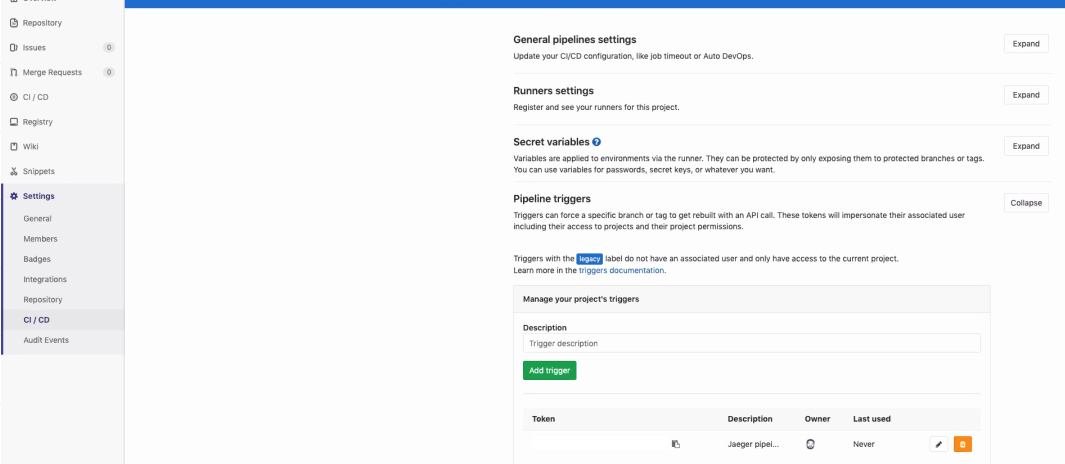 Overview
Repository
Issues 0
Merge Requests 0
CI / CD
Registry
Wiki
Snippets
Settings
General
Members
Badges
Integrations
Repository
CI / CD
Audit Events
General pipelines settings
Expand
Update your CI/CD configuration, like job timeout or Auto DevOps.
Runners settings
Expand
Register and see your runners for this project.
Secret variables ?
Expand
Variables are applied to environments via the runner. They can be protected by only exposing them to protected branches or tags.
You can use variables for passwords, secret keys, or whatever you want.
Pipeline triggers
Collapse
Triggers can force a specific branch or tag to get rebuilt with an API call. These tokens will impersonate their associated user
including their access to projects and their project permissions.
Triggers with the legacy label do not have an associated user and only have access to the current project.
Learn more in the triggers documentation.
Manage your project's triggers
Description
Trigger description
Add trigger
Token Description Owner Last used
Jaeger pipei... Never